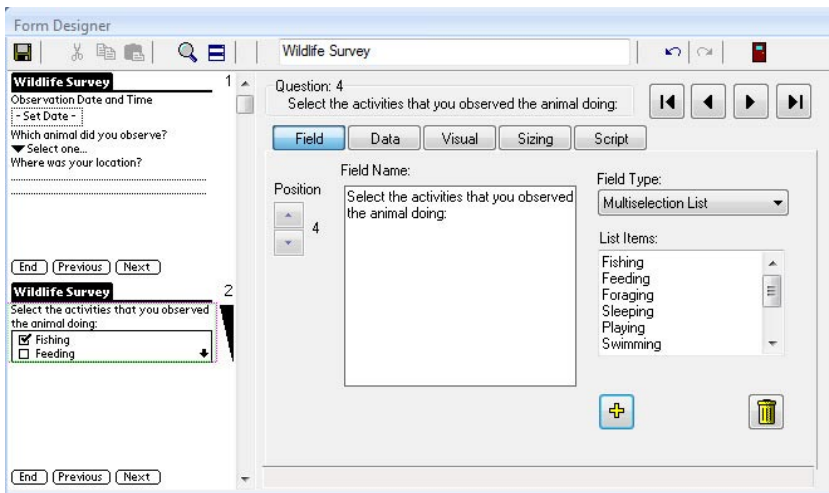 Form Designer
Wildlife Survey
Wildlife Survey 1
Observation Date and Time
- Set Date -
Which animal did you observe?
Select one...
Where was your location?
End Previous Next
Wildlife Survey 2
Select the activities that you observed
the animal doing:
Fishing
Feeding
End Previous Next
Question: 4
Select the activities that you observed the animal doing:
Field Data Visual Sizing Script
Position
4
Field Name:
Select the activities that you observed
the animal doing:
Field Type:
Multiselection List
List Items:
Fishing
Feeding
Foraging
Sleeping
Playing
Swimming